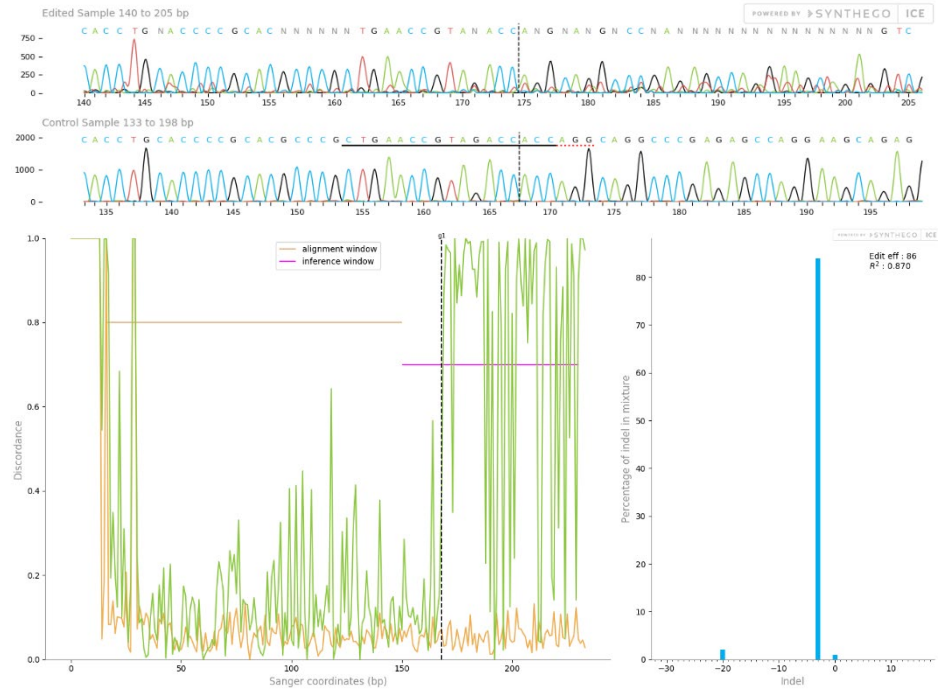 Edited Sample 140 to 205 bp
POWERED BY SYNTHEGO | ICE
C A C C T G N A C C C C G C A C N N N N N N T G A A C C G T A N A C C A N G N A N G N C C N A N N N N N N N N N N N N N N N N G T C
750
500
250
0
140 145 150 155 160 165 170 175 180 185 190 195 200 205
Control Sample 133 to 198 bp
C A C C T G C A C C C C G C A C G C C C G C T G A A C C G T A G A C C A C C A G G C A G G C C C G A G A G C C A G G A A G C A G A G
2000
1000
0
135 140 145 150 155 160 165 170 175 180 185 190 195
POWERED BY SYNTHEGO | ICE
g1
alignment window
inference window
Discordance
1.0
0.8
0.6
0.4
0.2
0.0
0 50 100 150 200
Sanger coordinates (bp)
Edit eff : 86
R² : 0.870
Percentage of indel in mixture
80
70
60
50
40
30
20
10
0
−30 −20 −10 0 10
Indel